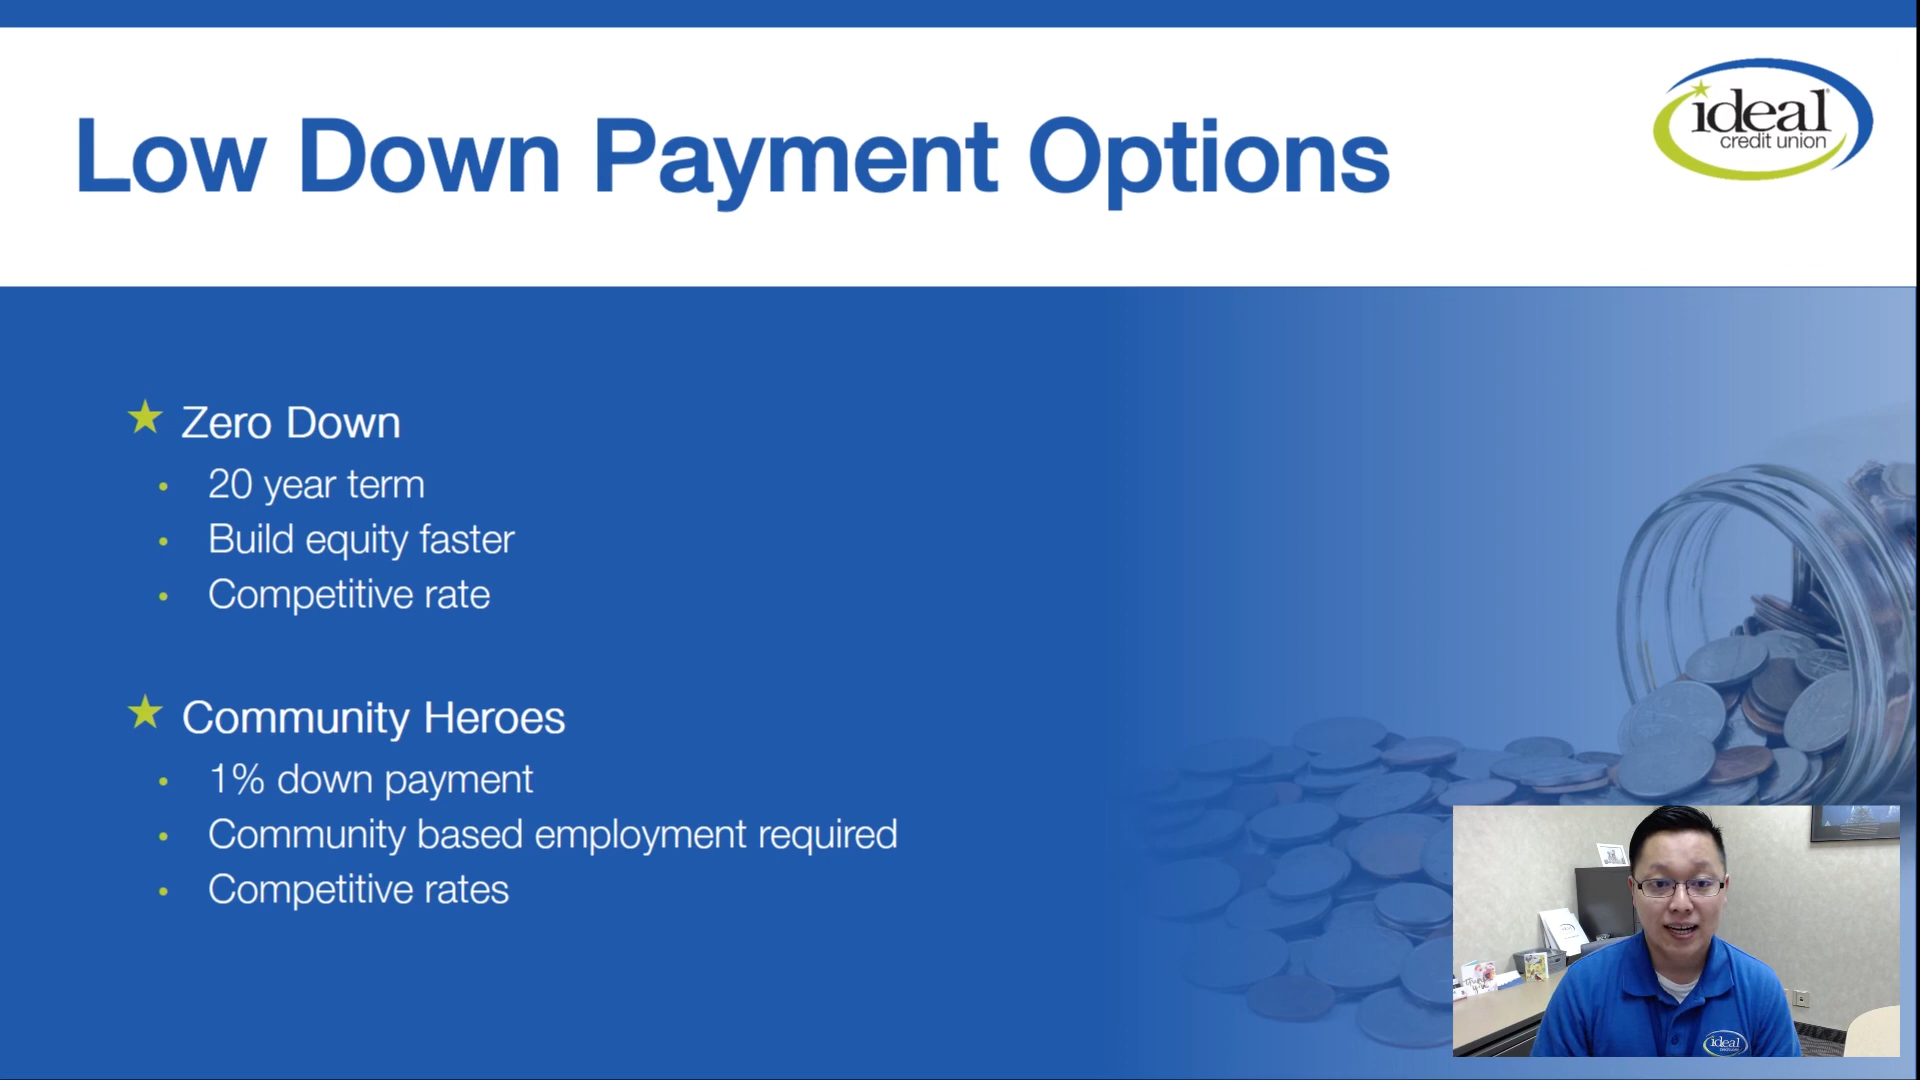 Low Down Payment Options
ideal
credit union
Zero Down
20 year term
Build equity faster
Competitive rate
Community Heroes
1% down payment
Community based employment required
Competitive rates
ideal